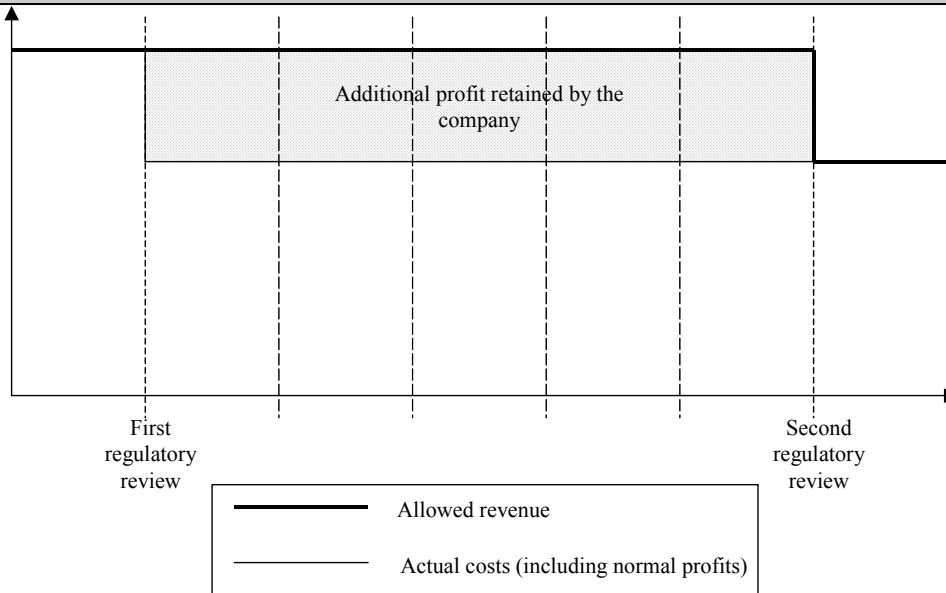 Additional profit retained by the
company
First
regulatory
review
Second
regulatory
review
Allowed revenue
Actual costs (including normal profits)